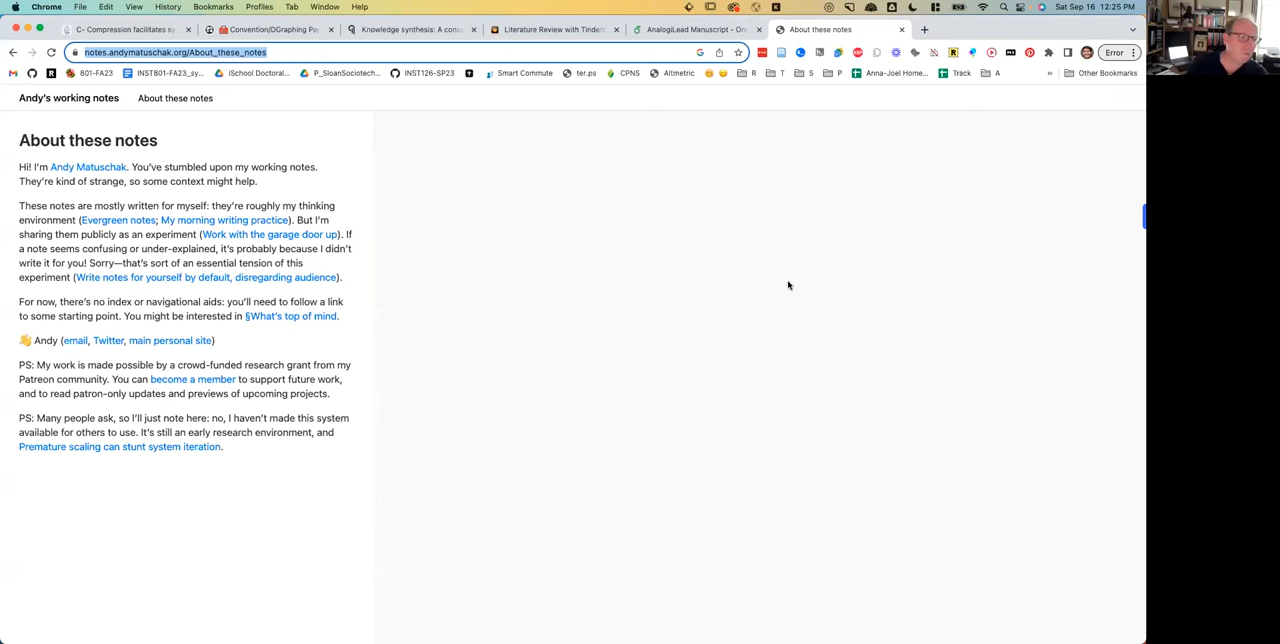 Chrome File Edit View History Bookmarks Profiles Tab Window Help
Sat Sep 16 12:25 PM
C- Compression facilitates sy
Convention/DGraphing Pa
Knowledge synthesis: A conc
Literature Review with Tinder
AnalogiLead Manuscript - On
About these notes
notes.andymatuschak.org/About_these_notes
Error
801-FA23
INST801-FA23_sy...
iSchool Doctoral...
P_SloanSociotech...
INST126-SP23
Smart Commute
ter.ps
CPNS
Altmetric
R
T
S
P
Anna-Joel Home...
Track
A
»
Other Bookmarks
Andy's working notes About these notes
About these notes
Hi! I'm Andy Matuschak. You've stumbled upon my working notes.
They're kind of strange, so some context might help.
These notes are mostly written for myself: they're roughly my thinking
environment (Evergreen notes; My morning writing practice). But I'm
sharing them publicly as an experiment (Work with the garage door up). If
a note seems confusing or under-explained, it's probably because I didn't
write it for you! Sorry—that's sort of an essential tension of this
experiment (Write notes for yourself by default, disregarding audience).
For now, there's no index or navigational aids: you'll need to follow a link
to some starting point. You might be interested in §What's top of mind.
👋 Andy (email, Twitter, main personal site)
PS: My work is made possible by a crowd-funded research grant from my
Patreon community. You can become a member to support future work,
and to read patron-only updates and previews of upcoming projects.
PS: Many people ask, so I'll just note here: no, I haven't made this system
available for others to use. It's still an early research environment, and
Premature scaling can stunt system iteration.